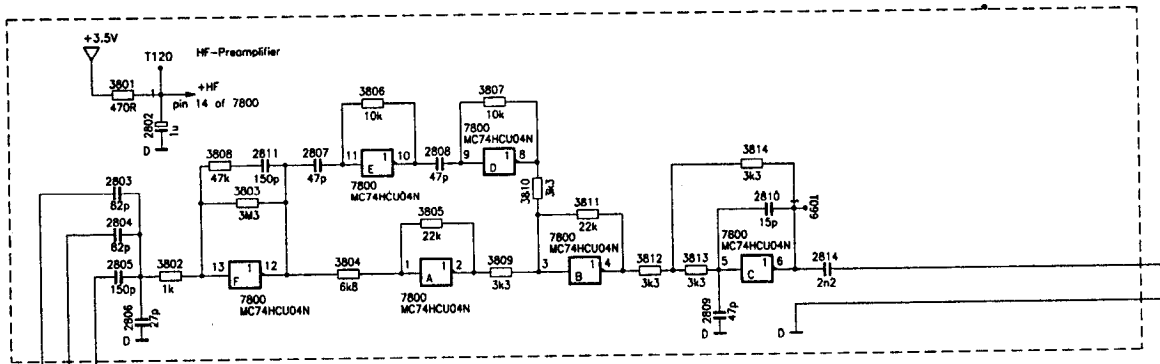 +3.5V
T120
HF-Preamplifier
3801
470R
1
+HF
pin 14 of 7800
2802
1u
D
3806
10k
3807
10k
7800
MC74HCU04N
3808
47k
2811
150p
2807
47p
11
1
E
10
2808
47p
9
1
D
8
3814
3k3
7800
MC74HCU04N
3810
3k3
2803
82p
3803
3M3
3805
22k
3811
22k
2810
15p
6601
2804
82p
7800
MC74HCU04N
7800
MC74HCU04N
2805
150p
3802
1k
13
1
F
12
3804
6k8
1
1
A
2
3809
3k3
3
1
B
4
3812
3k3
3813
3k3
5
1
C
6
2814
2n2
2806
27p
D
7800
MC74HCU04N
7800
MC74HCU04N
2809
47p
D
D